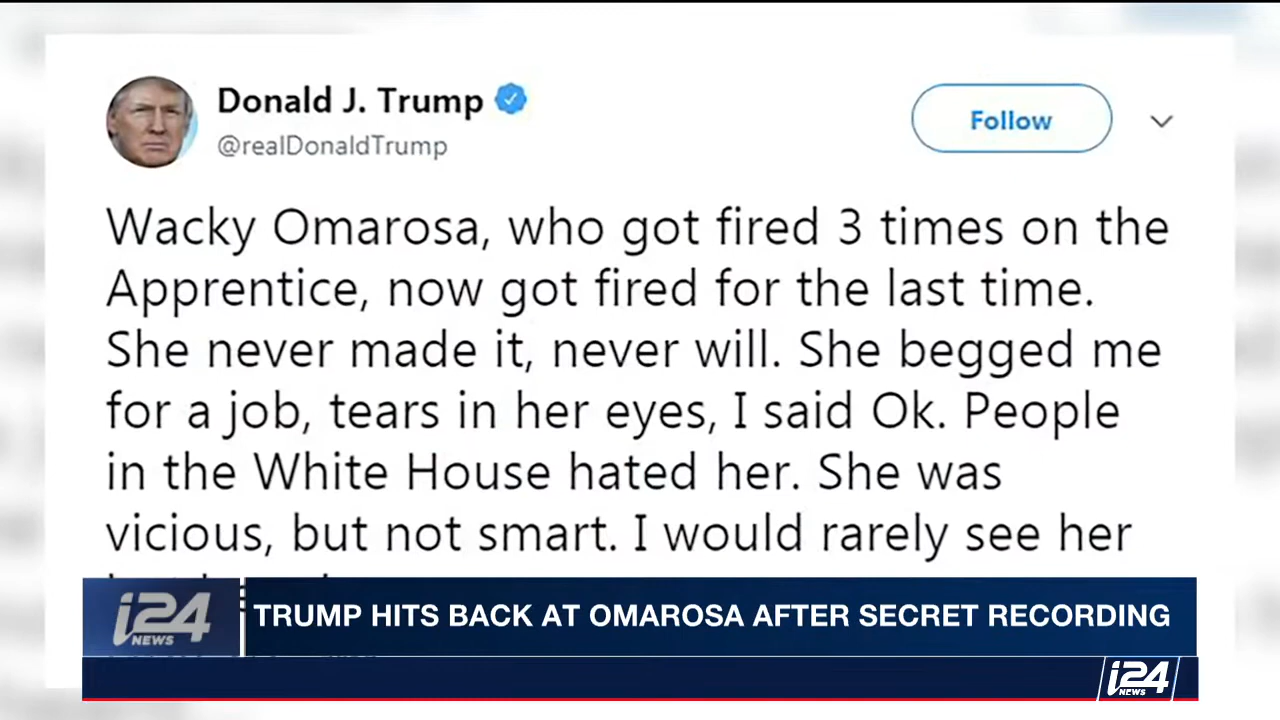 Donald J. Trump
@realDonaldTrump
Follow
Wacky Omarosa, who got fired 3 times on the
Apprentice, now got fired for the last time.
She never made it, never will. She begged me
for a job, tears in her eyes, I said Ok. People
in the White House hated her. She was
vicious, but not smart. I would rarely see her
i24
NEWS
TRUMP HITS BACK AT OMAROSA AFTER SECRET RECORDING
i24
NEWS